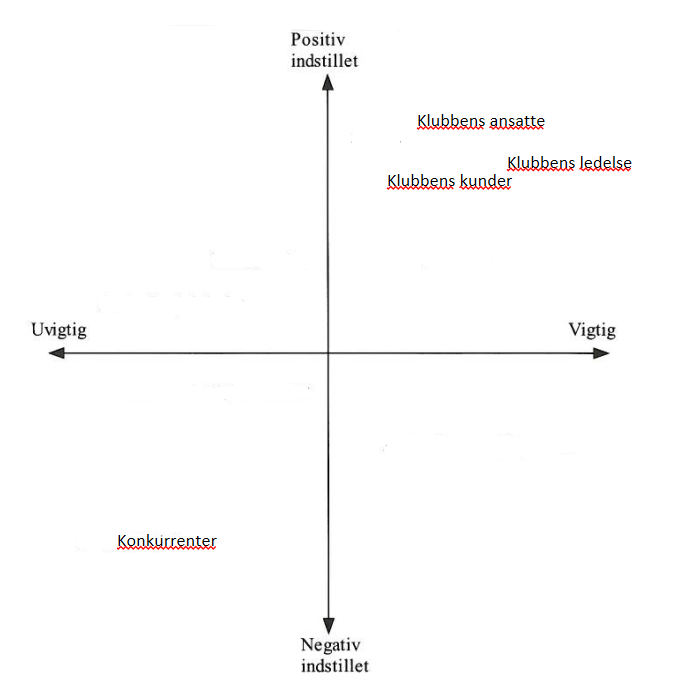 Positiv
indstillet
Klubbens ansatte
Klubbens ledelse
Klubbens kunder
Uvigtig
Vigtig
Konkurrenter
Negativ
indstillet